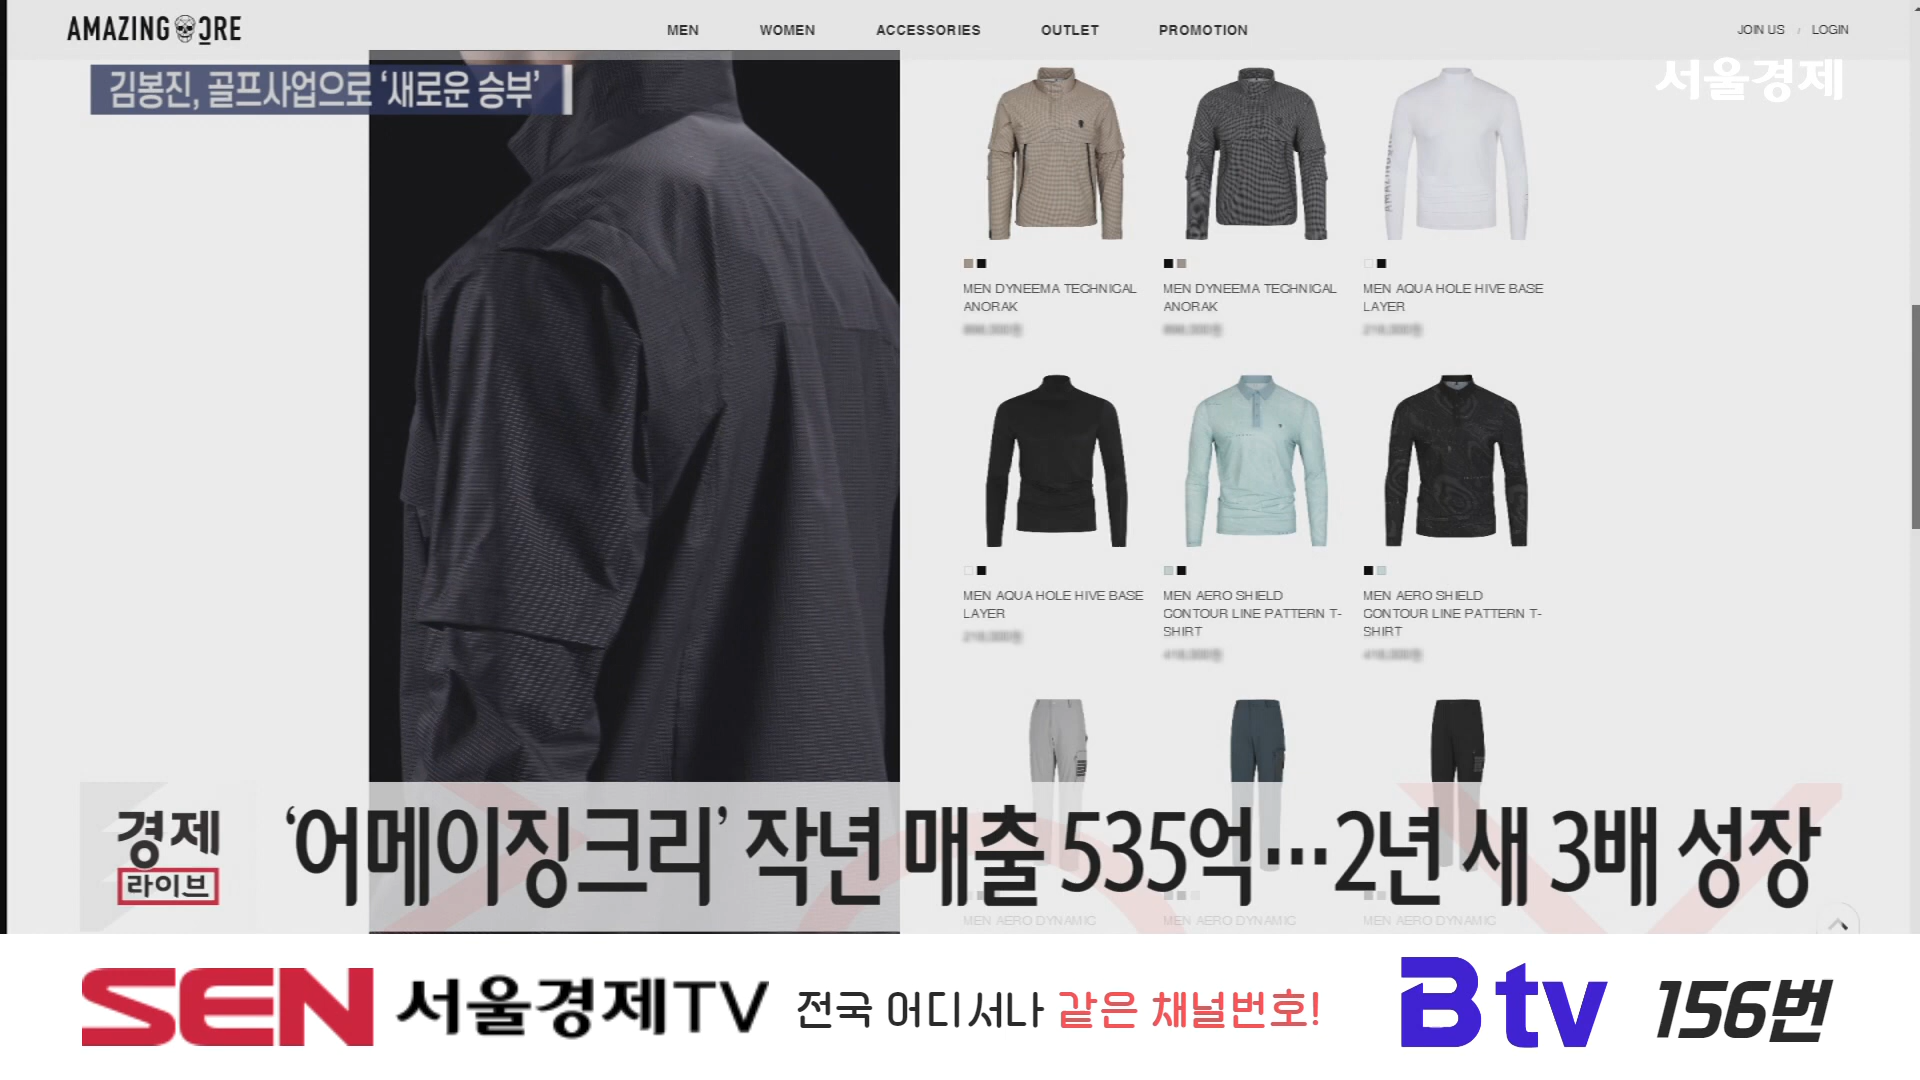 AMAZINGCRE
MEN
WOMEN
ACCESSORIES
OUTLET
PROMOTION
JOIN US / LOGIN
김봉진, 골프사업으로 ‘새로운 승부’
서울경제
MEN DYNEEMA TECHNICAL
ANORAK
MEN DYNEEMA TECHNICAL
ANORAK
MEN AQUA HOLE HIVE BASE
LAYER
MEN AQUA HOLE HIVE BASE
LAYER
MEN AERO SHIELD
CONTOUR LINE PATTERN T-
SHIRT
MEN AERO SHIELD
CONTOUR LINE PATTERN T-
SHIRT
경제
라이브
‘어메이징크리’ 작년 매출 535억…2년 새 3배 성장
MEN AERO DYNAMIC
MEN AERO DYNAMIC
MEN AERO DYNAMIC
SEN 서울경제TV 전국 어디서나 같은 채널번호! B tv 156번